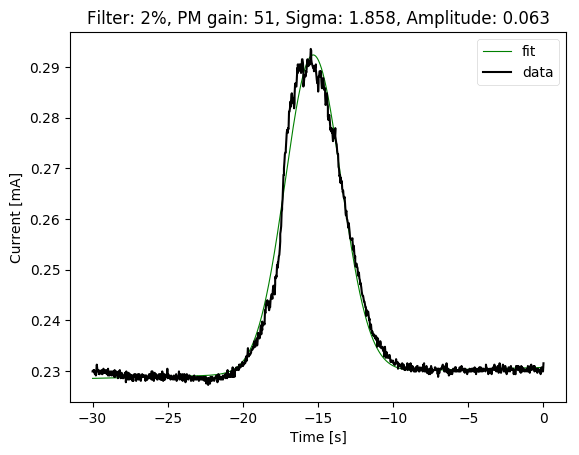 Filter: 2%, PM gain: 51, Sigma: 1.858, Amplitude: 0.063
fit
data
Current [mA]
0.29
0.28
0.27
0.26
0.25
0.24
0.23
−30
−25
−20
−15
−10
−5
0
Time [s]